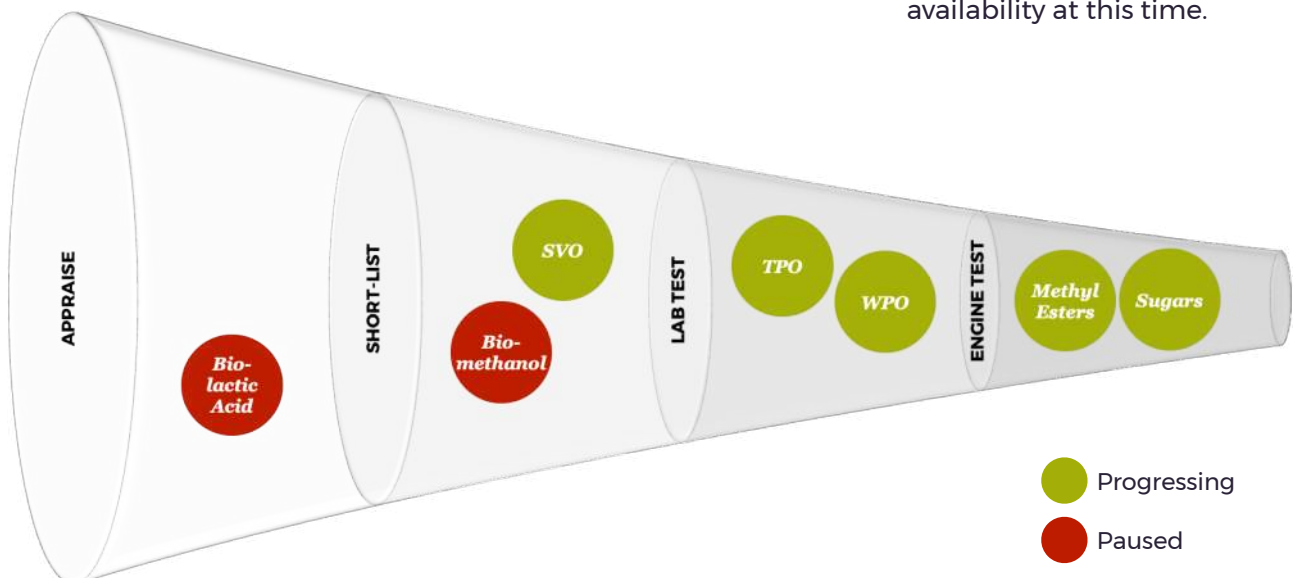 availability at this time.
APPRAISE
SHORT-LIST
LAB TEST
ENGINE TEST
Bio-
lactic
Acid
SVO
Bio-
methanol
TPO
WPO
Methyl
Esters
Sugars
Progressing
Paused